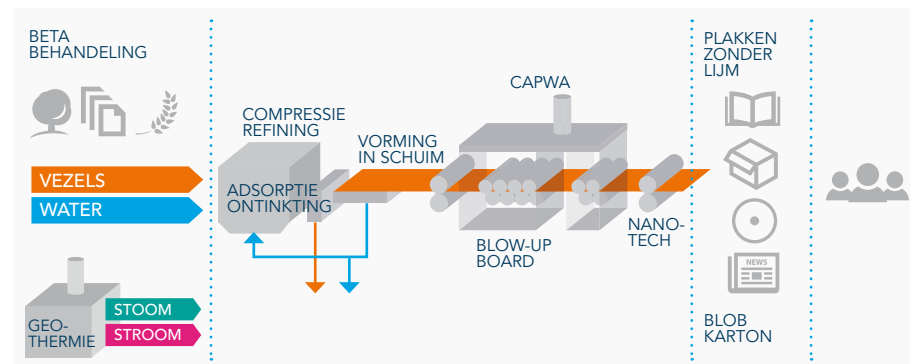 BETA
BEHANDELING
VEZELS
WATER
GEO-
THERMIE
STOOM
STROOM
COMPRESSIE
REFINING
ADSORPTIE
ONTINKTING
VORMING
IN SCHUIM
CAPWA
BLOW-UP
BOARD
NANO-
TECH
PLAKKEN
ZONDER
LIJM
NEWS
BLOB
KARTON